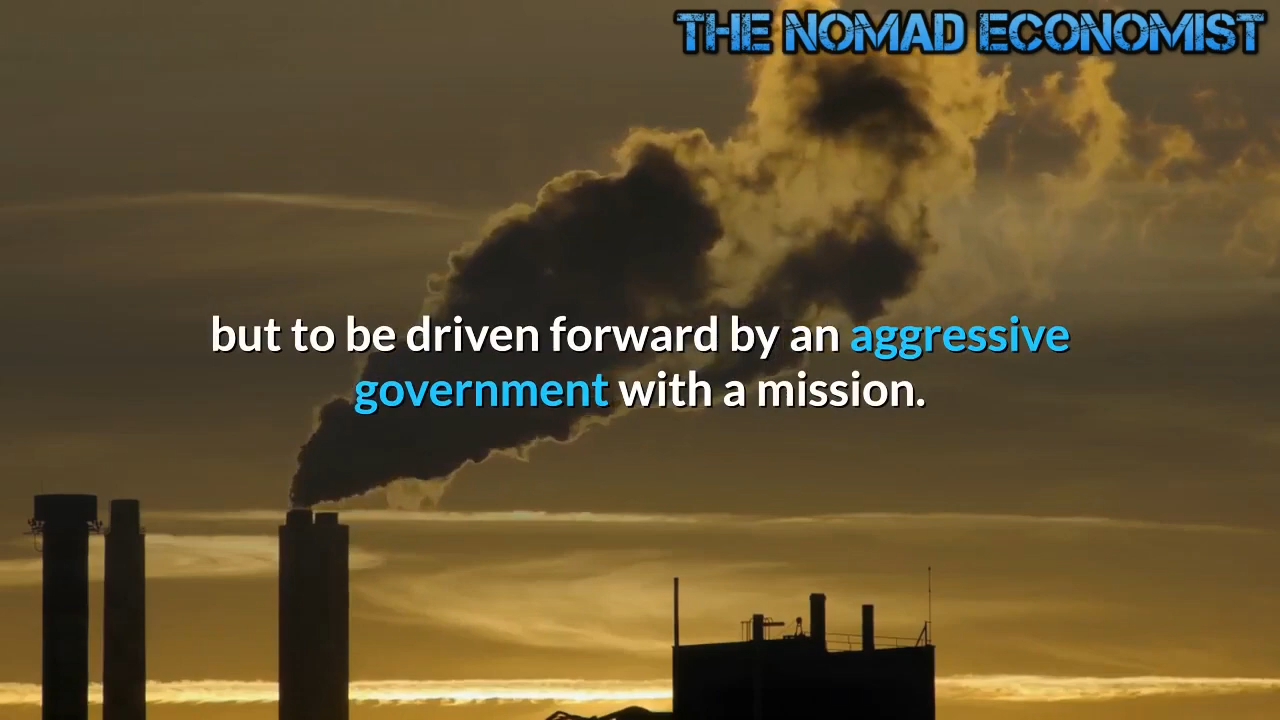 THE NOMAD ECONOMIST
but to be driven forward by an aggressive
government with a mission.